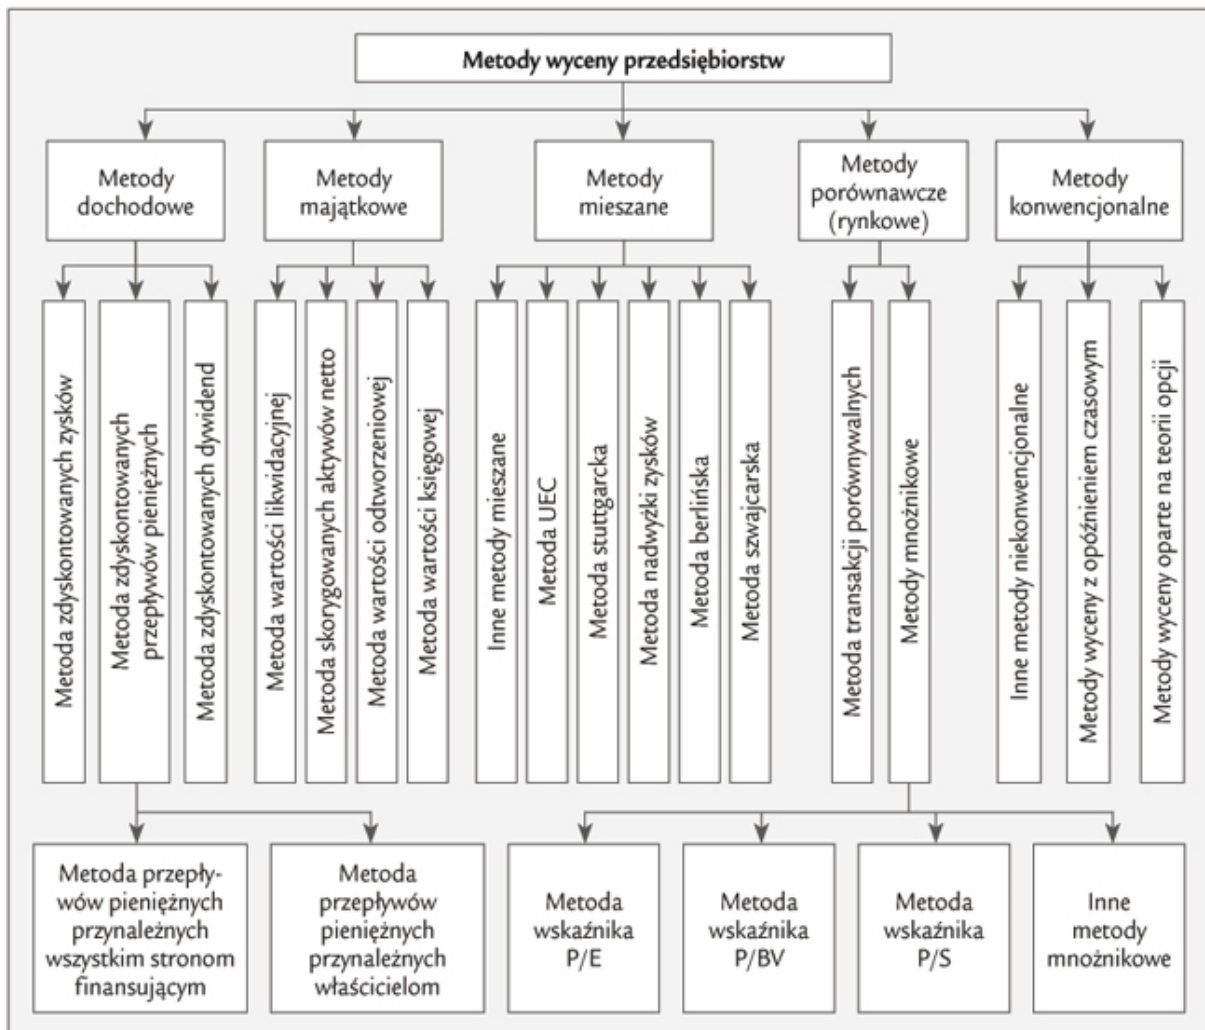 Metody wyceny przedsiębiorstw
Metody
dochodowe
Metody
majątkowe
Metody
mieszane
Metody
porównawcze
(rynkowe)
Metody
konwencjonalne
Metoda zdyskontowanych zysków
Metoda zdyskontowanych
przepływów pieniężnych
Metoda zdyskontowanych dywidend
Metoda wartości likwidacyjnej
Metoda skorygowanych aktywów netto
Metoda wartości odtworzeniowej
Metoda wartości księgowej
Inne metody mieszane
Metoda UEC
Metoda stuttgarcka
Metoda nadwyżki zysków
Metoda berlińska
Metoda szwajcarska
Metoda transakcji porównywalnych
Metody mnożnikowe
Inne metody niekonwencjonalne
Metody wyceny z opóźnieniem czasowym
Metody wyceny oparte na teorii opcji
Metoda przepły-
wów pieniężnych
przynależnych
wszystkim stronom
finansującym
Metoda
przepływów
pieniężnych
przynależnych
właścicielom
Metoda
wskaźnika
P/E
Metoda
wskaźnika
P/BV
Metoda
wskaźnika
P/S
Inne
metody
mnożnikowe